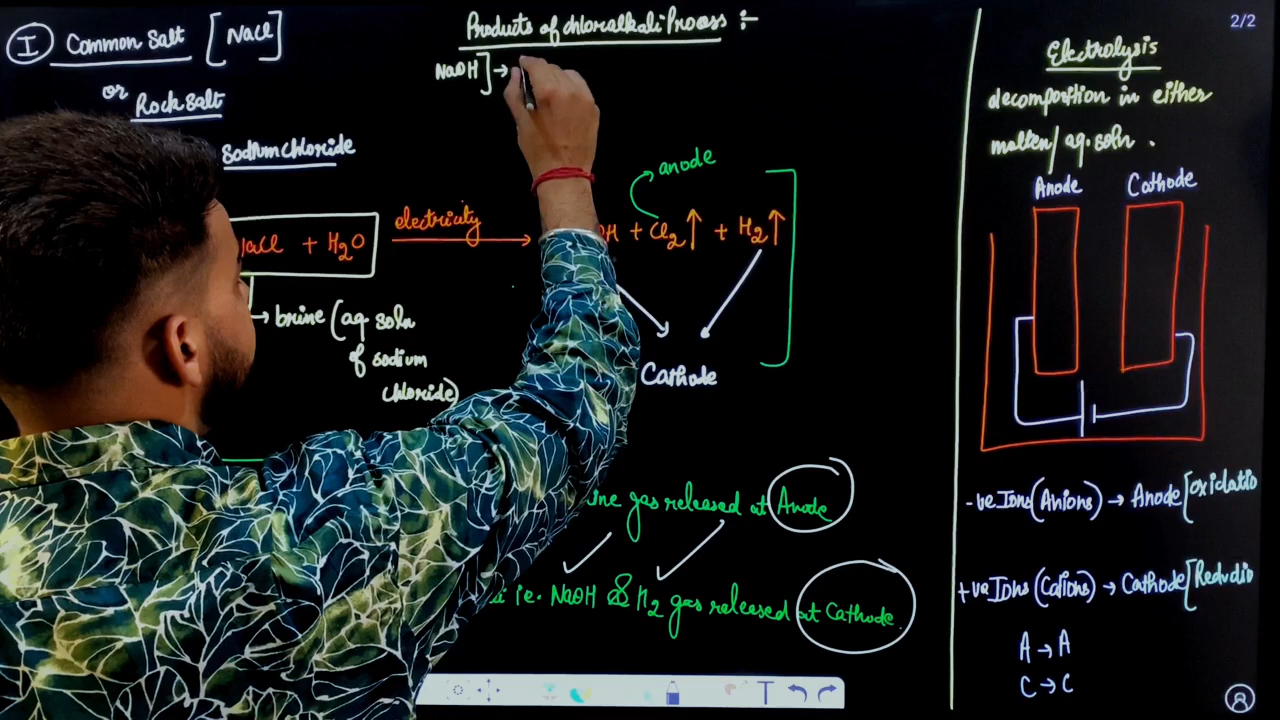 I Common Salt [NaCl]
or Rock Salt
Sodium chloride
NaCl + H2O
electricity
OH + Cl2↑ + H2↑
anode
Cathode
→ brine (aq soln
of sodium
chloride)
Products of chloralkali Process :-
NaOH] →
ine gas released at Anode
i.e. NaOH & H2 gas released at Cathode.
2/2
Electrolysis
decomposition in either
molten/ aq. soln.
Anode Cathode
-ve Ions (Anions) → Anode [oxidatio
+ve Ions (Cations) → Cathode [Reductio
A → A
C → C
T